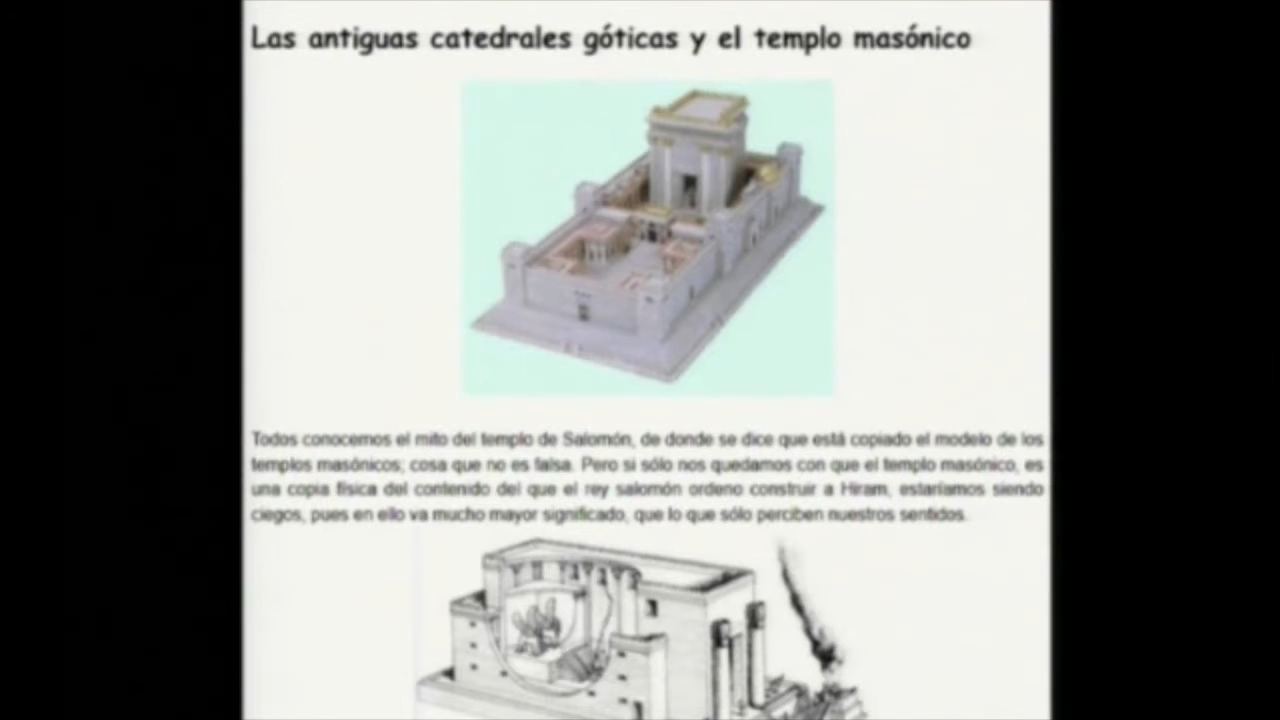 Las antiguas catedrales góticas y el templo masónico
Todos conocemos el mito del templo de Salomón, de donde se dice que está copiado el modelo de los
templos masónicos; cosa que no es falsa. Pero si sólo nos quedamos con que el templo masónico, es
una copia física del contenido del que el rey salomón ordeno construir a Hiram, estaríamos siendo
ciegos, pues en ello va mucho mayor significado, que lo que sólo perciben nuestros sentidos.